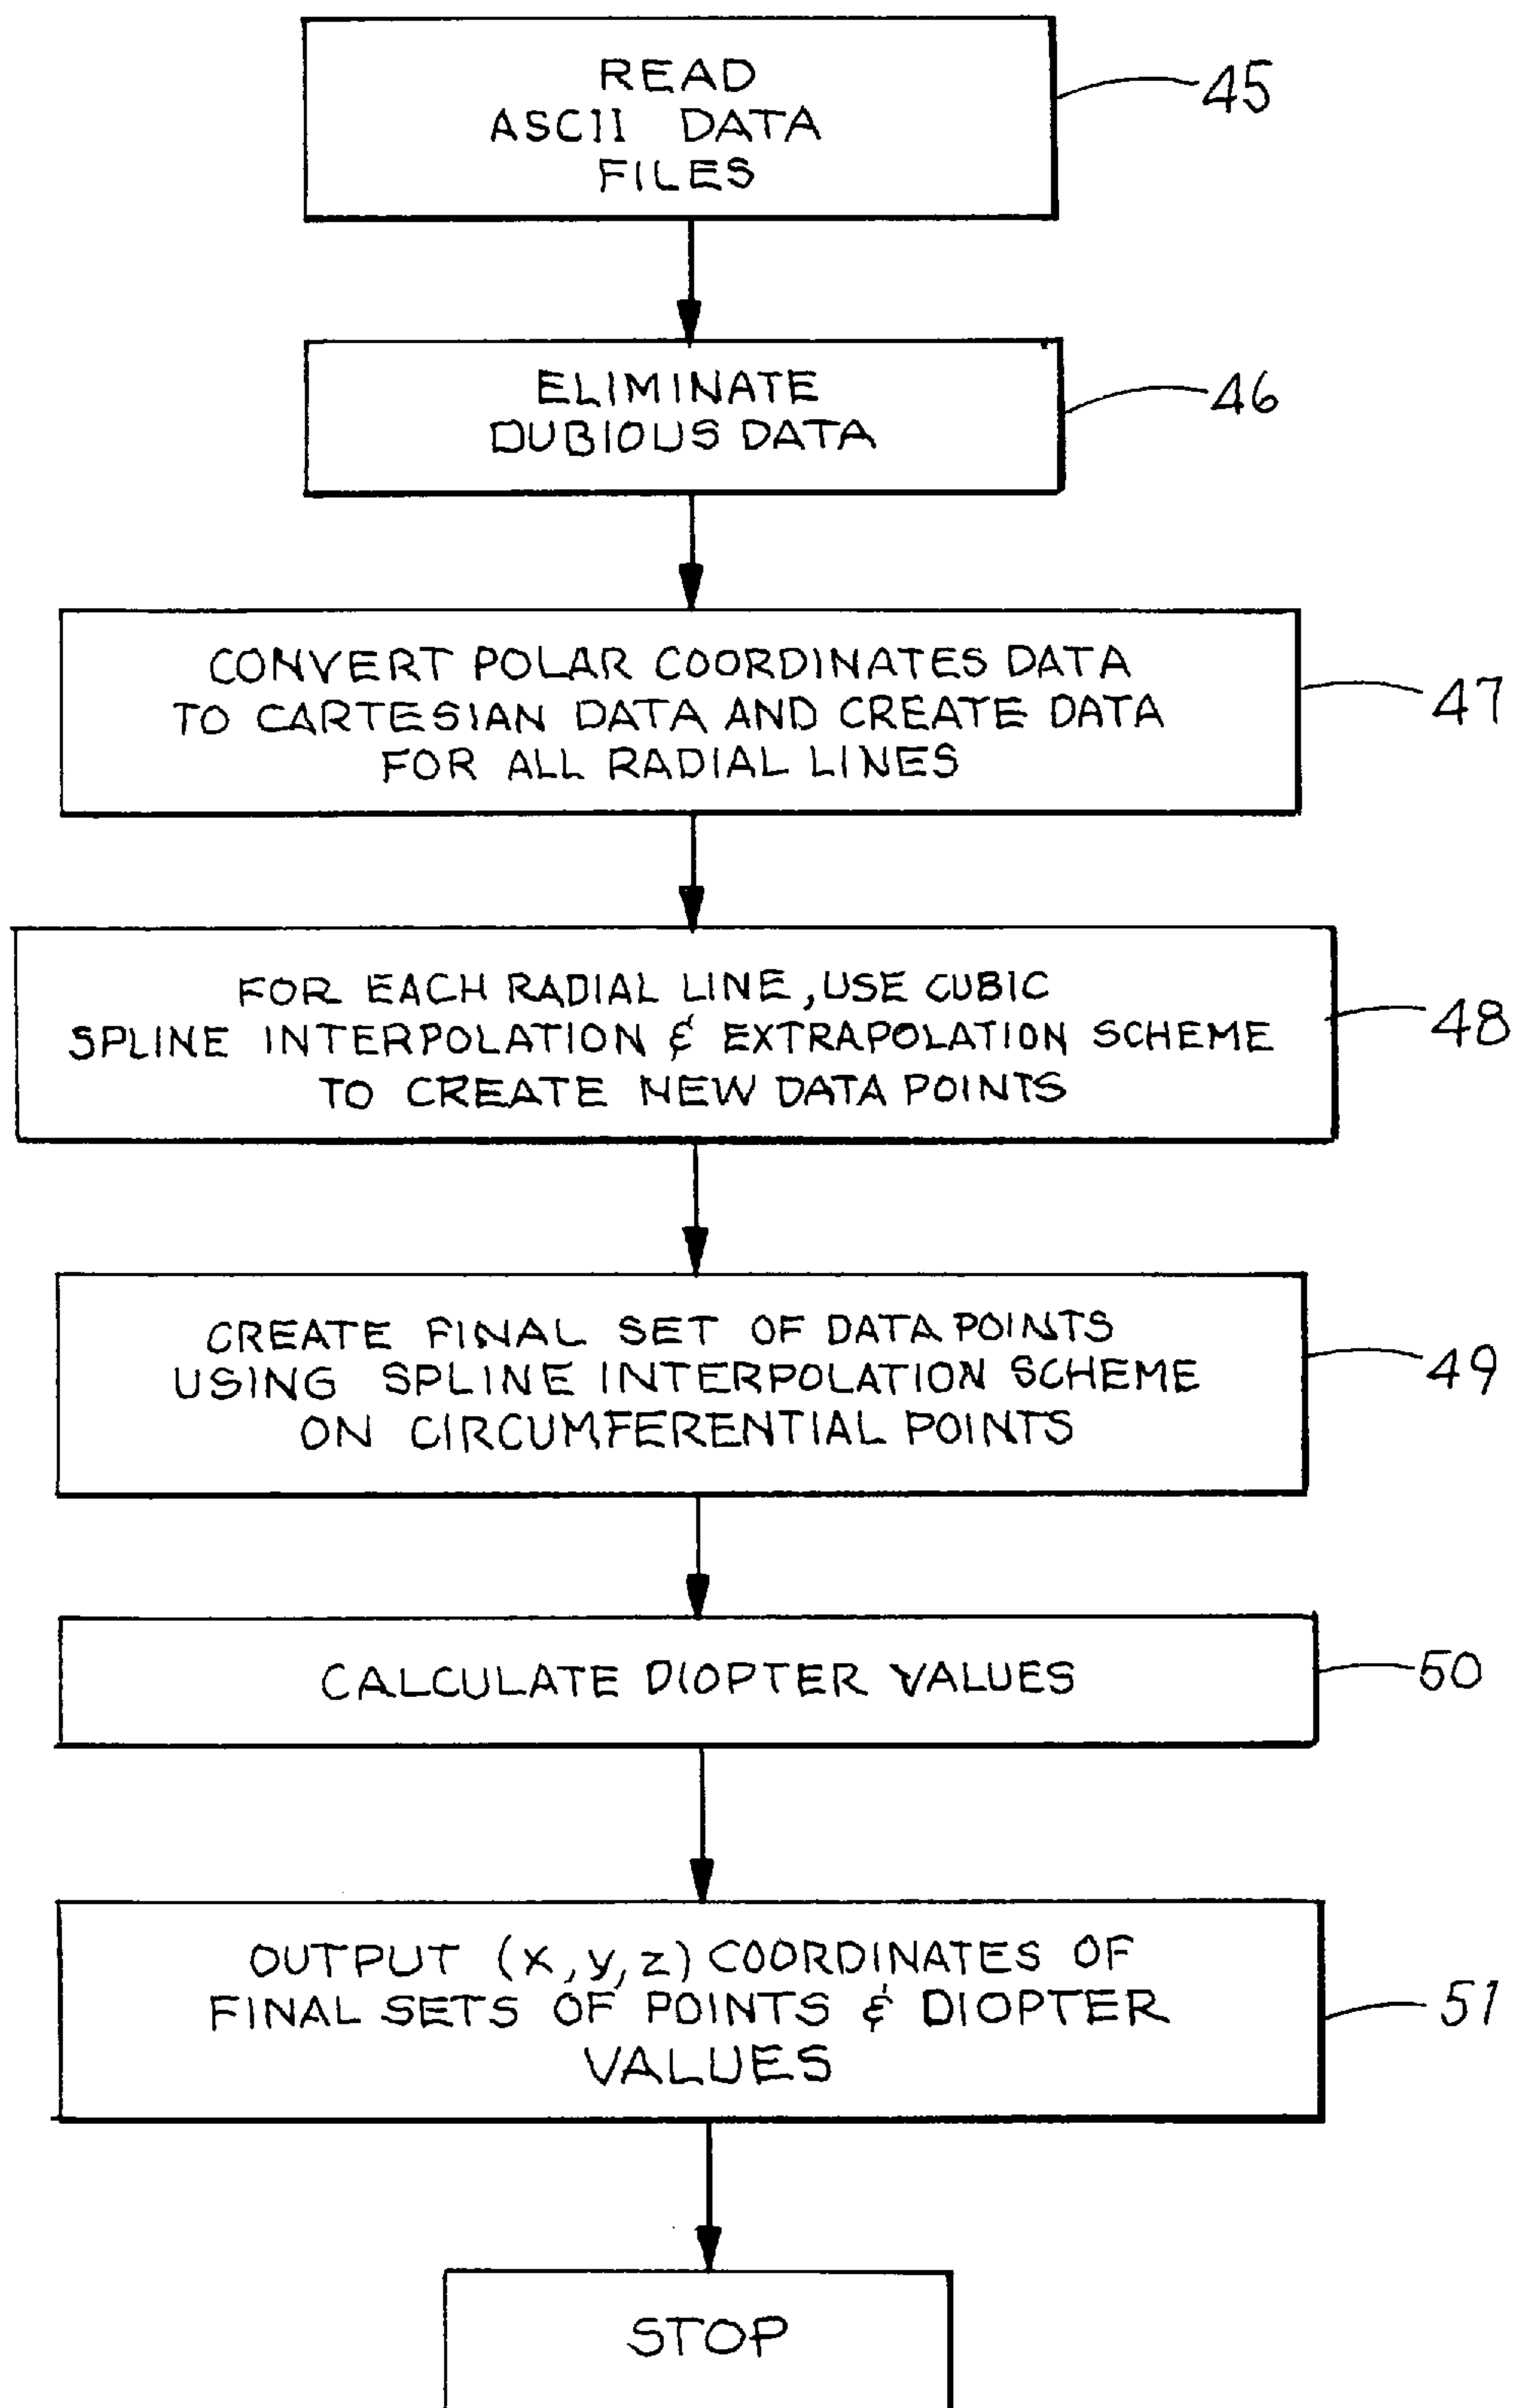 READ
ASCII DATA
FILES
45
ELIMINATE
DUBIOUS DATA
46
CONVERT POLAR COORDINATES DATA
TO CARTESIAN DATA AND CREATE DATA
FOR ALL RADIAL LINES
47
FOR EACH RADIAL LINE, USE CUBIC
SPLINE INTERPOLATION & EXTRAPOLATION SCHEME
TO CREATE NEW DATA POINTS
48
CREATE FINAL SET OF DATA POINTS
USING SPLINE INTERPOLATION SCHEME
ON CIRCUMFERENTIAL POINTS
49
CALCULATE DIOPTER VALUES
50
OUTPUT (x, y, z) COORDINATES OF
FINAL SETS OF POINTS & DIOPTER
VALUES
51
STOP